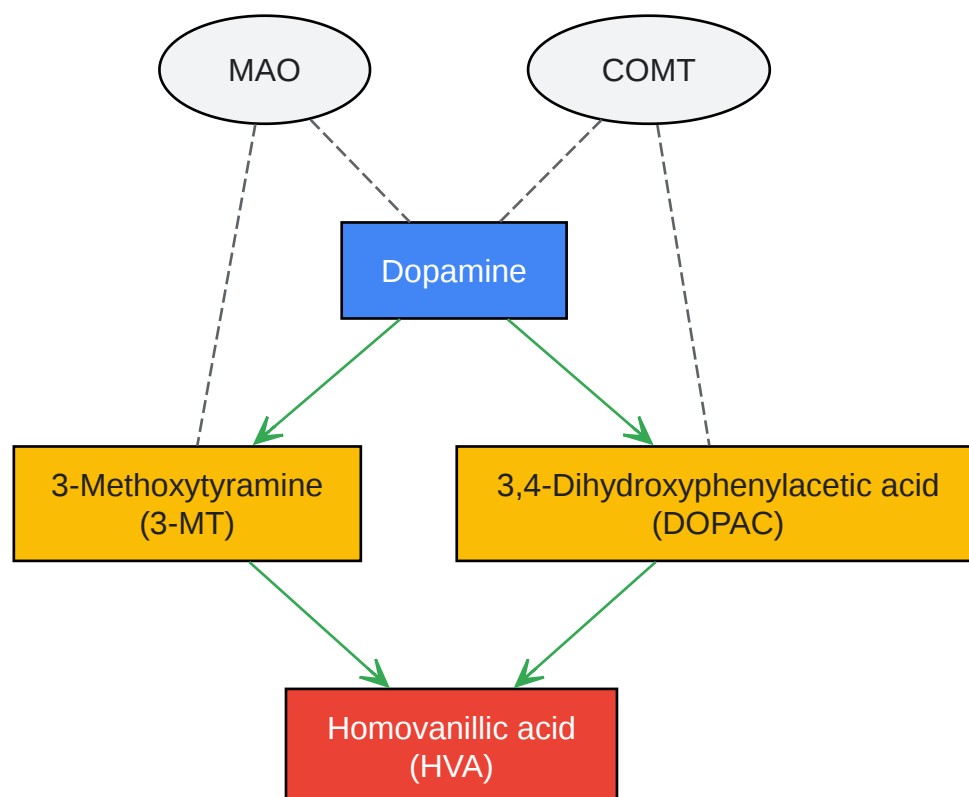 MAO
COMT
Dopamine
3-Methoxytyramine
(3-MT)
3,4-Dihydroxyphenylacetic acid
(DOPAC)
Homovanillic acid
(HVA)